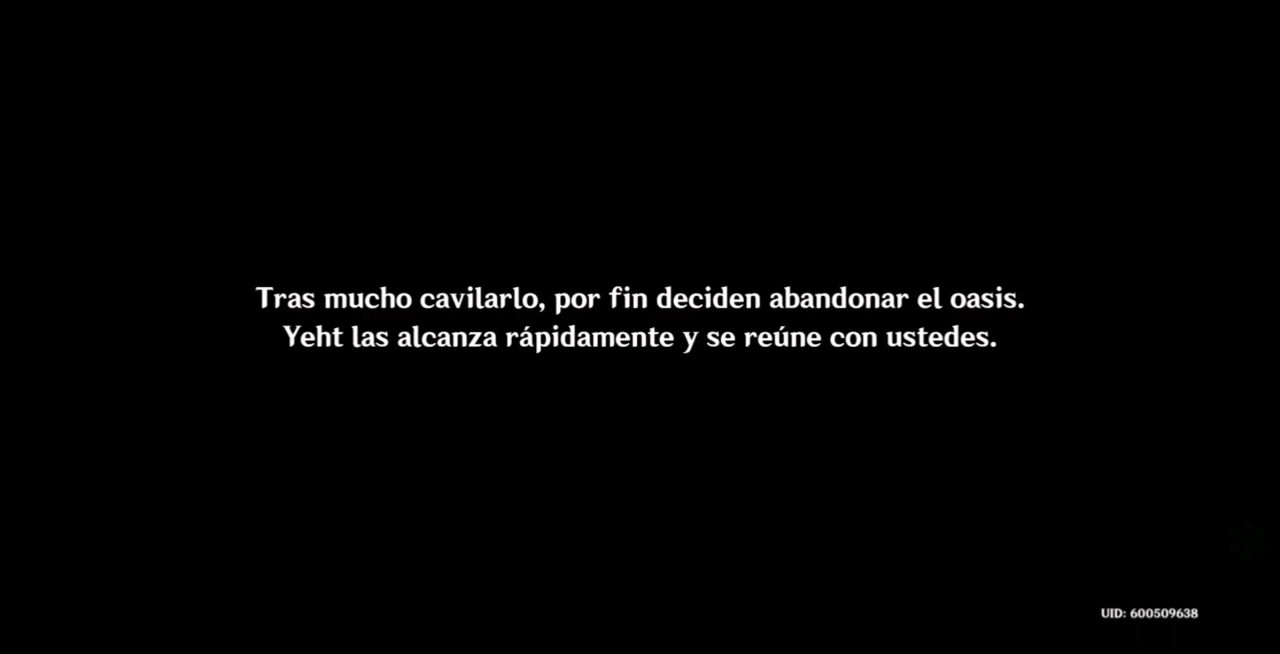 Tras mucho cavilarlo, por fin deciden abandonar el oasis.
Yeht las alcanza rápidamente y se reúne con ustedes.
UID: 600509638